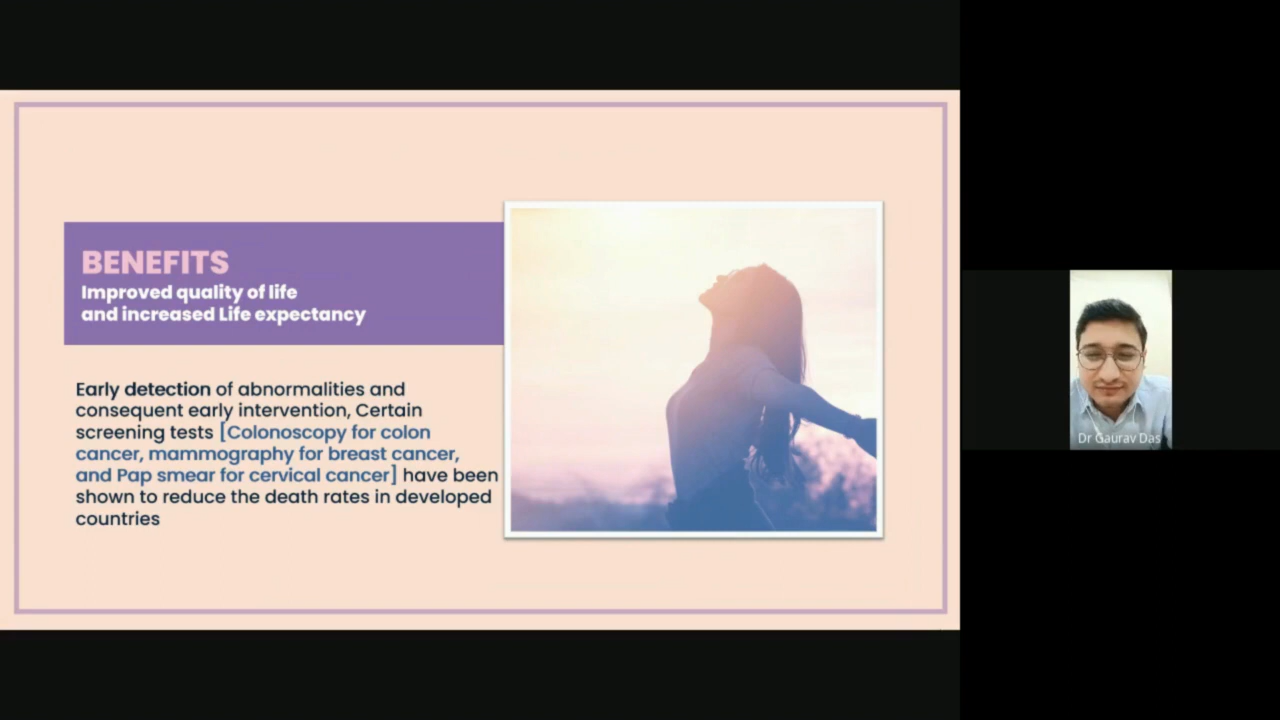 BENEFITS
Improved quality of life
and increased Life expectancy
Early detection of abnormalities and
consequent early intervention, Certain
screening tests [Colonoscopy for colon
cancer, mammography for breast cancer,
and Pap smear for cervical cancer] have been
shown to reduce the death rates in developed
countries
Dr Gaurav Das